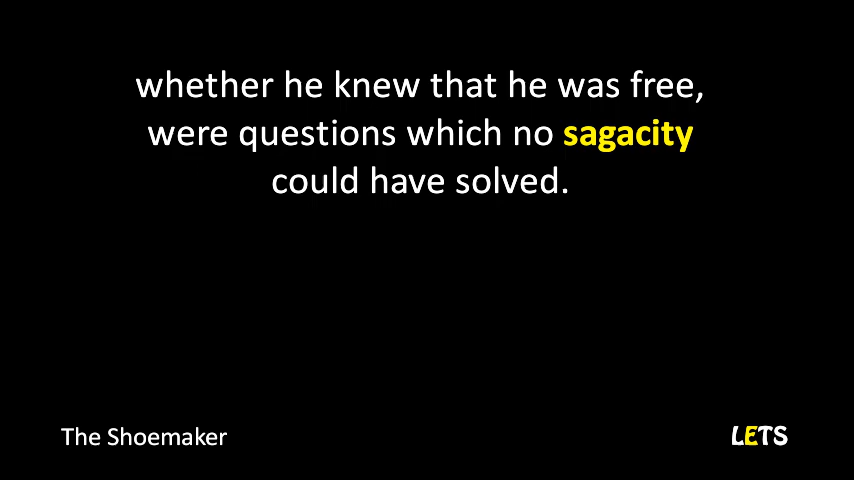 whether he knew that he was free,
were questions which no sagacity
could have solved.
The Shoemaker
LETS